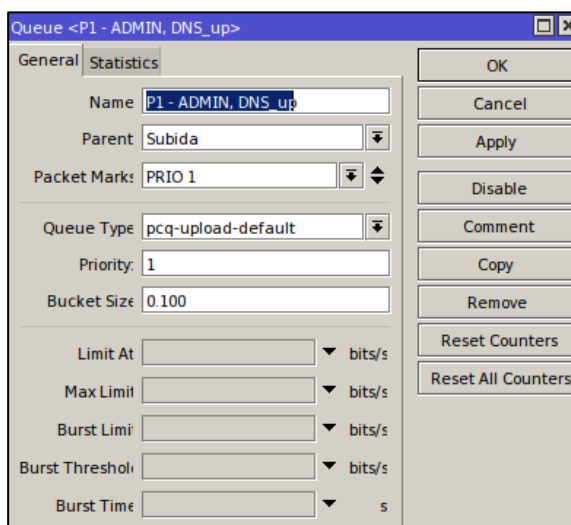 Queue <P1 - ADMIN, DNS_up>
General Statistics
Name P1 - ADMIN, DNS_up
Parent Subida
Packet Marks PRIO 1
Queue Type pcq-upload-default
Priority: 1
Bucket Size 0.100
Limit At bits/s
Max Limit bits/s
Burst Limit bits/s
Burst Threshold bits/s
Burst Time s
OK
Cancel
Apply
Disable
Comment
Copy
Remove
Reset Counters
Reset All Counters